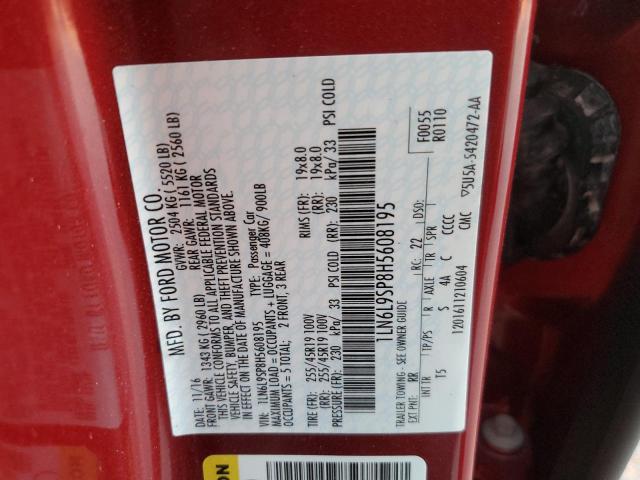 MFD. BY FORD MOTOR CO.
DATE: 11/16 GVWR: 2504 KG ( 5520 LB)
FRONT GAWR: 1343 KG ( 2960 LB) REAR GAWR: 1161 KG ( 2560 LB)
THIS VEHICLE CONFORMS TO ALL APPLICABLE FEDERAL MOTOR
VEHICLE SAFETY, BUMPER, AND THEFT PREVENTION STANDARDS
IN EFFECT ON THE DATE OF MANUFACTURE SHOWN ABOVE.
VIN: 1LN6L9SP8H5608195 TYPE: Passenger Car
MAXIMUM LOAD = OCCUPANTS + LUGGAGE = 408KG/ 900LB
OCCUPANTS = 5 TOTAL; 2 FRONT; 3 REAR
TIRE (FR): 255/45R19 100V RIMS (FR): 19x8.0
(RR): 255/45R19 100V (RR): 19x8.0
PRESSURE (FR): 230 kPa/ 33 PSI COLD (RR): 230 kPa/ 33 PSI COLD
1LN6L9SP8H5608195
F0055
R0110
TRAILER TOWING - SEE OWNER GUIDE
EXT PNT: RR RC: 22 DSO:
INT TR TP/PS R AXLE TR SPR
T5 S 4A C CCCC
1201611210604 CMC ▽5U5A-5420472-AA